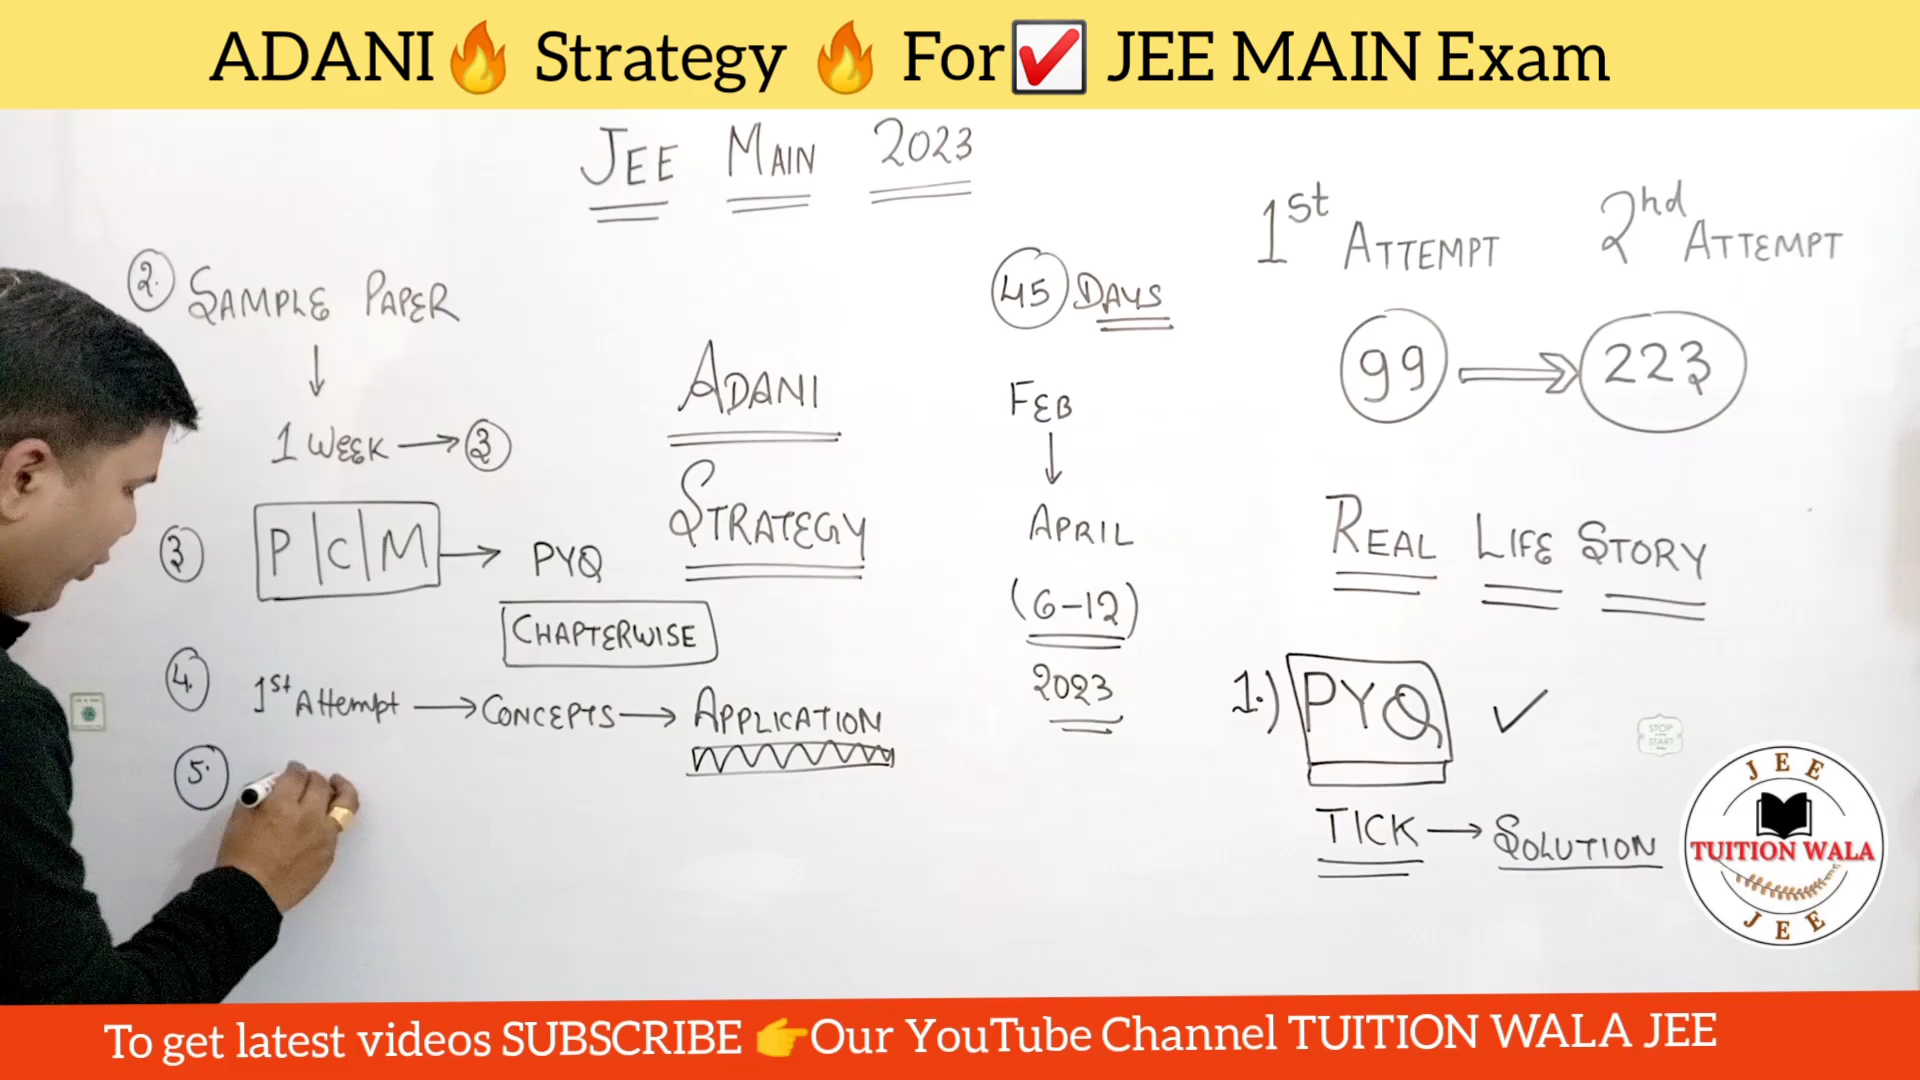 ADANI🔥 Strategy 🔥 For✅ JEE MAIN Exam
JEE MAIN 2023
1st ATTEMPT 2nd ATTEMPT
99 → 223
2. SAMPLE PAPER
↓
1 WEEK → 3
3 P|C|M → PYQ
CHAPTERWISE
4. 1st Attempt → CONCEPTS → APPLICATION
5.
ADANI
STRATEGY
45 DAYS
FEB
↓
APRIL
(6-12)
2023
REAL LIFE STORY
1.) PYQ ✓
TICK → SOLUTION
STOP
START
JEE
TUITION WALA
JEE
To get latest videos SUBSCRIBE 👉Our YouTube Channel TUITION WALA JEE